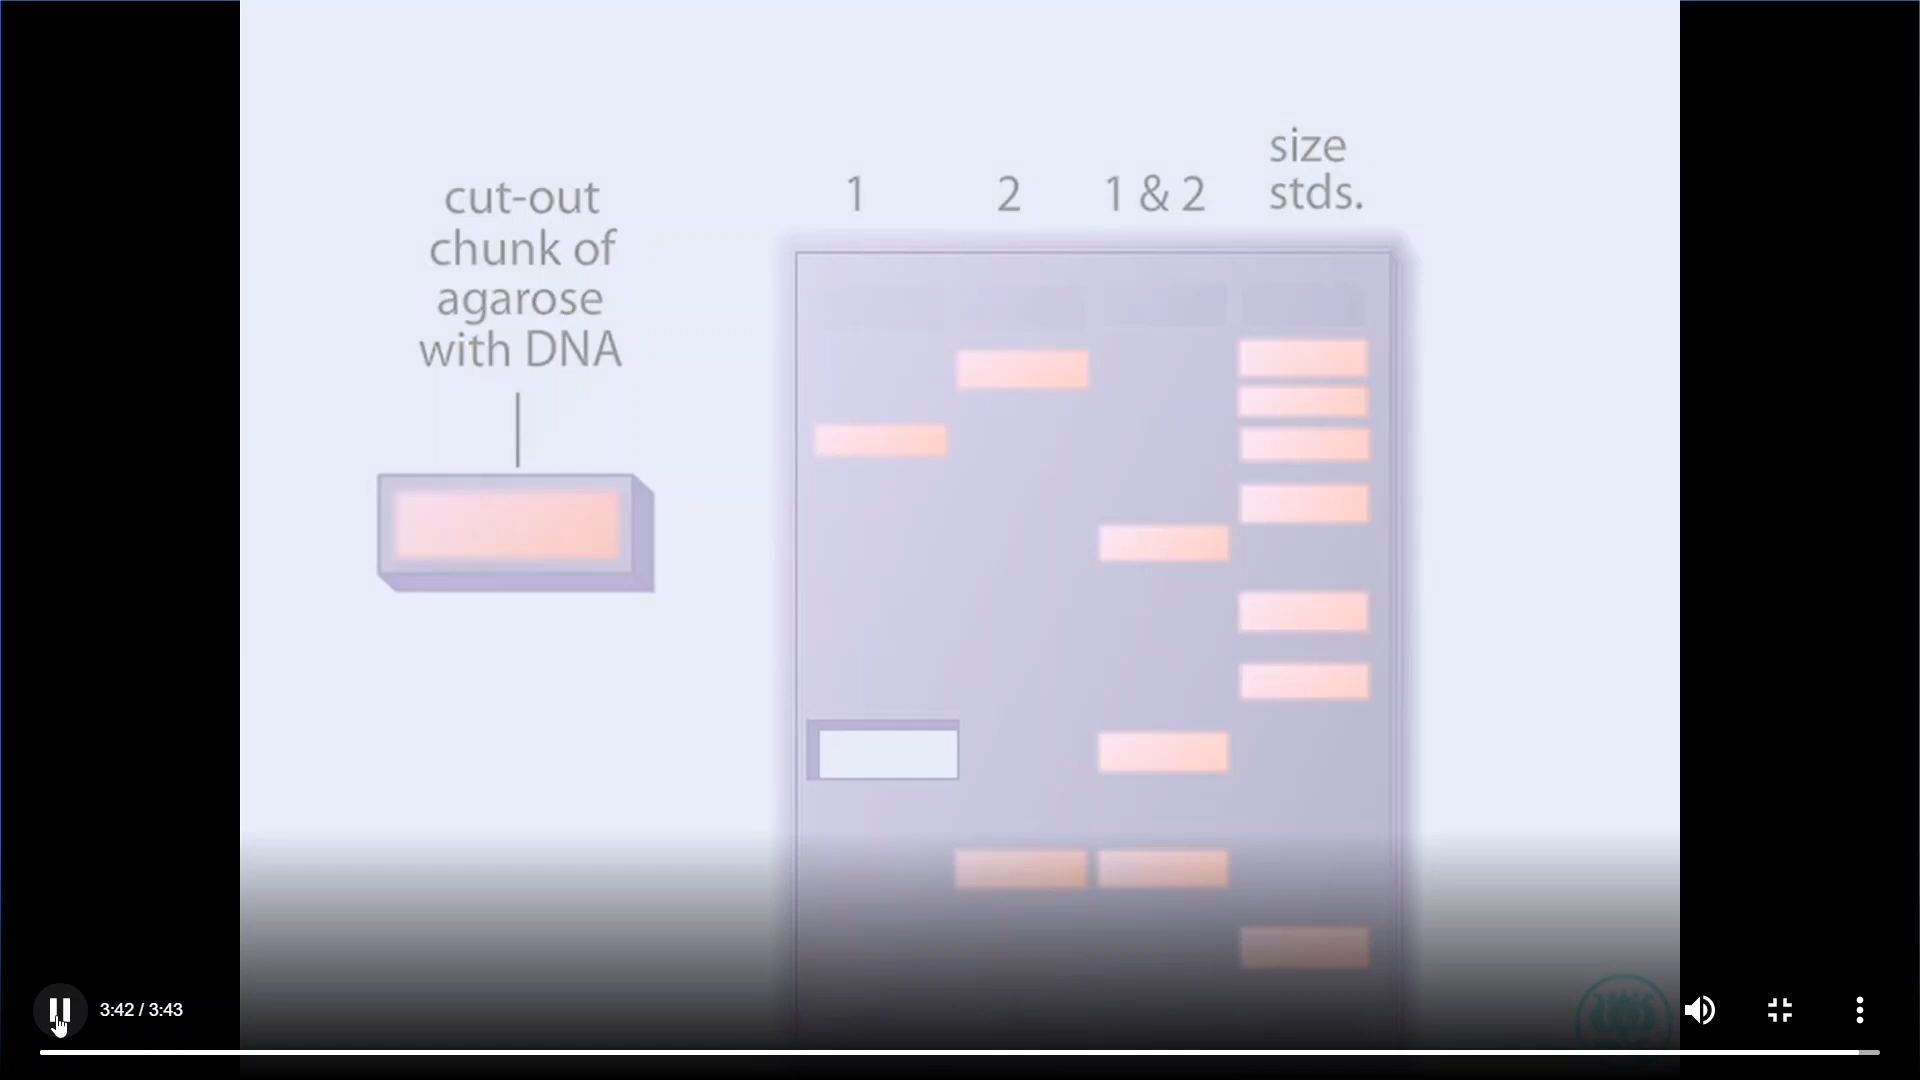 cut-out
chunk of
agarose
with DNA
1
2
1 & 2
size
stds.
3:42 / 3:43